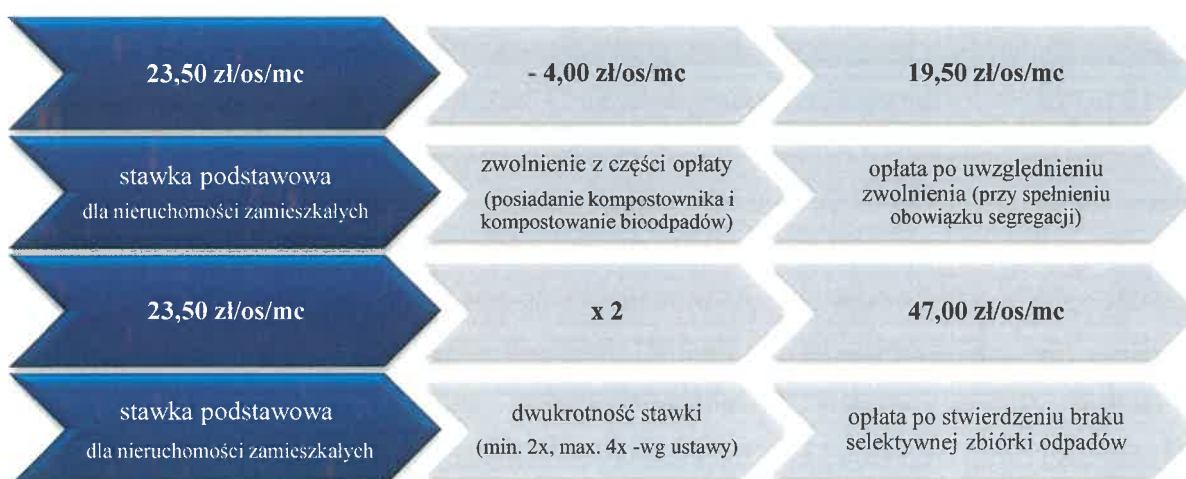 23,50 zł/os/mc
- 4,00 zł/os/mc
19,50 zł/os/mc
stawka podstawowa
dla nieruchomości zamieszkałych
zwolnienie z części opłaty
(posiadanie kompostownika i
kompostowanie bioodpadów)
opłata po uwzględnieniu
zwolnienia (przy spełnieniu
obowiązku segregacji)
23,50 zł/os/mc
x 2
47,00 zł/os/mc
stawka podstawowa
dla nieruchomości zamieszkałych
dwukrotność stawki
(min. 2x, max. 4x -wg ustawy)
opłata po stwierdzeniu braku
selektywnej zbiórki odpadów